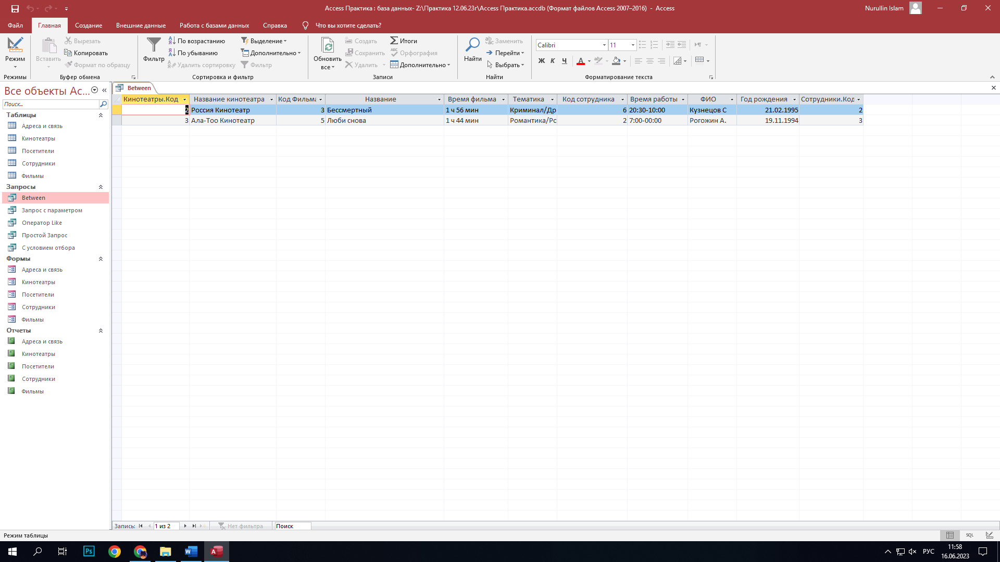 Access Практика : база данных- Z:\Практика 12.06.23г\Access Практика.accdb (Формат файлов Access 2007–2016) - Access
Nurullin Islam
Файл Главная Создание Внешние данные Работа с базами данных Справка Что вы хотите сделать?
Режим
Режимы
Вставить
Вырезать
Копировать
Формат по образцу
Буфер обмена
Фильтр
По возрастанию
По убыванию
Удалить сортировку
Выделение
Дополнительно
Фильтр
Сортировка и фильтр
Обновить
все
Создать
Сохранить
Удалить
Итоги
Орфография
Дополнительно
Записи
Найти
Заменить
Перейти
Выбрать
Найти
Calibri 11
Ж К Ч
Форматирование текста
Все объекты Ac...
Поиск...
Таблицы
Адреса и связь
Кинотеатры
Посетители
Сотрудники
Фильмы
Запросы
Between
Запрос с параметром
Оператор Like
Простой Запрос
С условием отбора
Формы
Адреса и связь
Кинотеатры
Посетители
Сотрудники
Фильмы
Отчеты
Адреса и связь
Кинотеатры
Посетители
Сотрудники
Фильмы
Between
Кинотеатры.Код Название кинотеатра Код Фильма Название Время фильма Тематика Код сотрудника Время работы ФИО Год рождения Сотрудники.Код
2 Россия Кинотеатр 3 Бессмертный 1 ч 56 мин Криминал/Др 6 20:30-10:00 Кузнецов С 21.02.1995 2
3 Ала-Тоо Кинотеатр 5 Люби снова 1 ч 44 мин Романтика/Рс 2 7:00-00:00 Рогожин А. 19.11.1994 3
Запись: 1 из 2 Нет фильтра Поиск
Режим таблицы
SQL
Ps
РУС
11:58
16.06.2023